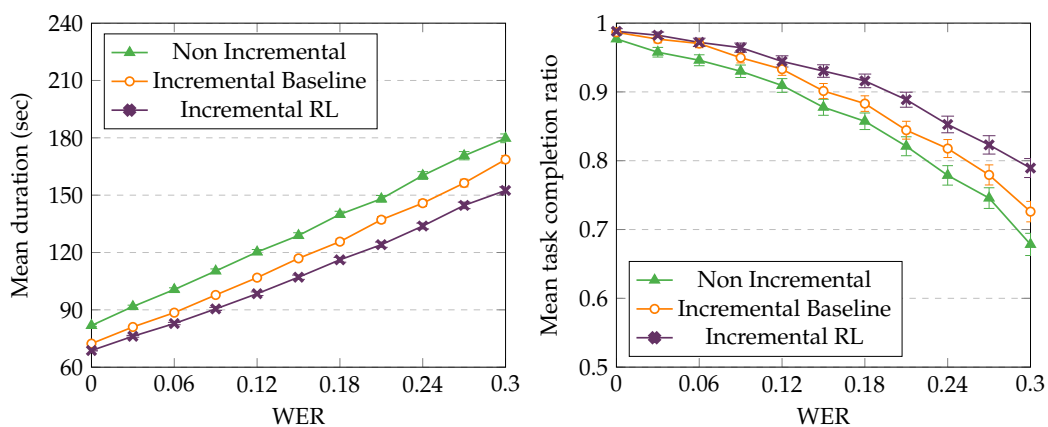 240
210
180
150
120
90
60
Mean duration (sec)
Non Incremental
Incremental Baseline
Incremental RL
0 0.06 0.12 0.18 0.24 0.3
WER
1
0.9
0.8
0.7
0.6
0.5
Mean task completion ratio
Non Incremental
Incremental Baseline
Incremental RL
0 0.06 0.12 0.18 0.24 0.3
WER